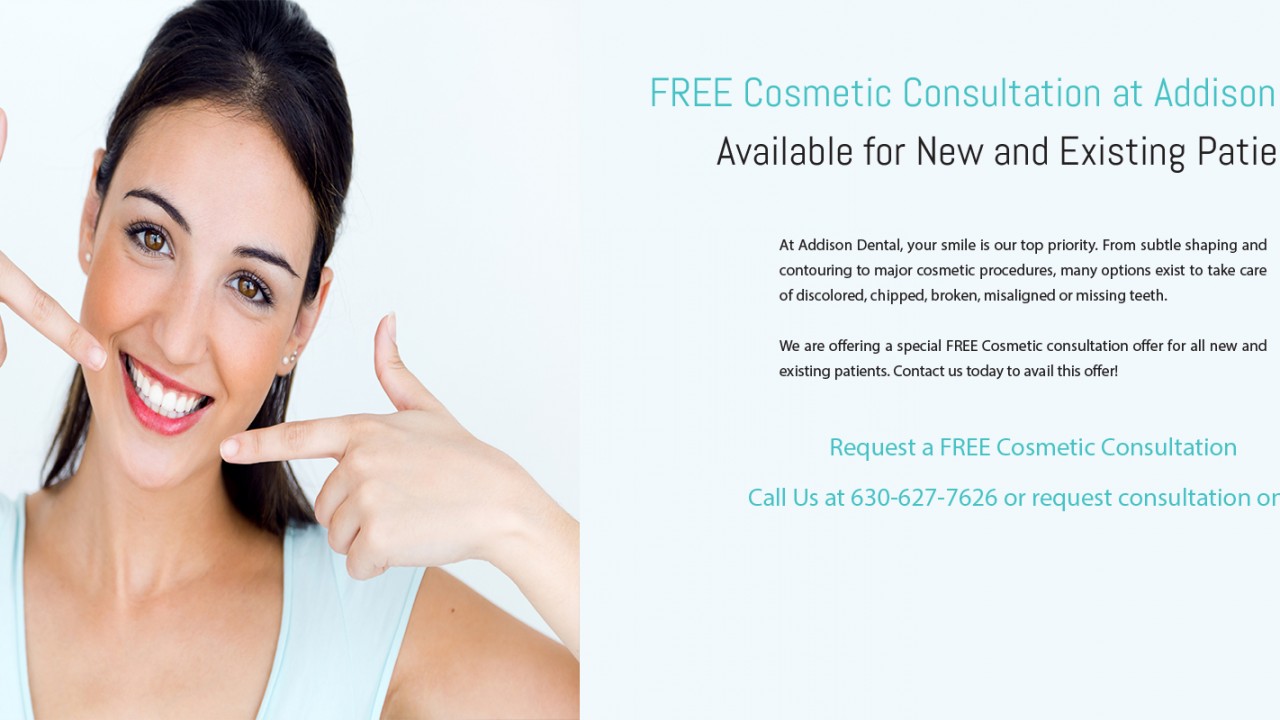 FREE Cosmetic Consultation at Addison
Available for New and Existing Patie
At Addison Dental, your smile is our top priority. From subtle shaping and
contouring to major cosmetic procedures, many options exist to take care
of discolored, chipped, broken, misaligned or missing teeth.
We are offering a special FREE Cosmetic consultation offer for all new and
existing patients. Contact us today to avail this offer!
Request a FREE Cosmetic Consultation
Call Us at 630-627-7626 or request consultation on